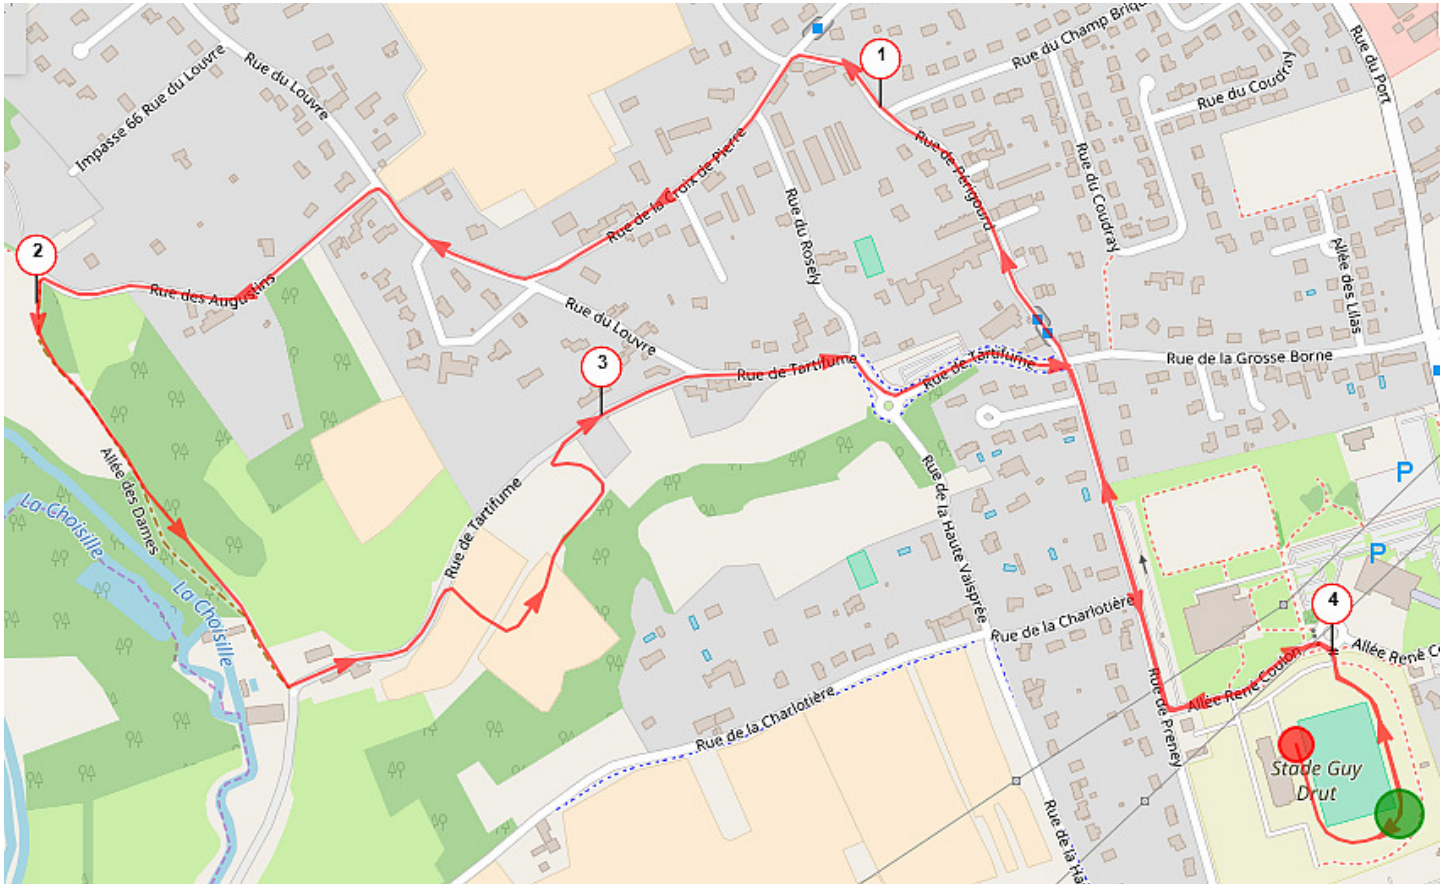 Rue du Champ Briqu
Rue du Port
1
Rue du Louvre
Impasse 66 Rue du Louvre
Rue du Coudray
Rue de Périgourd
Rue de la Croix de Pierre
Rue du Coudray
Rue du Rosely
2
Allée des Lilas
Rue des Augustins
Rue du Louvre
Rue de la Grosse Borne
3
Rue de Tartifume
Rue de Tartifume
P
Allée des Dames
La Choisille
Rue de Tartifume
Rue de la Haute Vaisprée
P
La Choisille
4
Rue de la Charlotière
Allée René Co
Allée René Coulon
Rue de Preney
Rue de la Charlotière
Stade Guy
Drut
Rue de la Ha